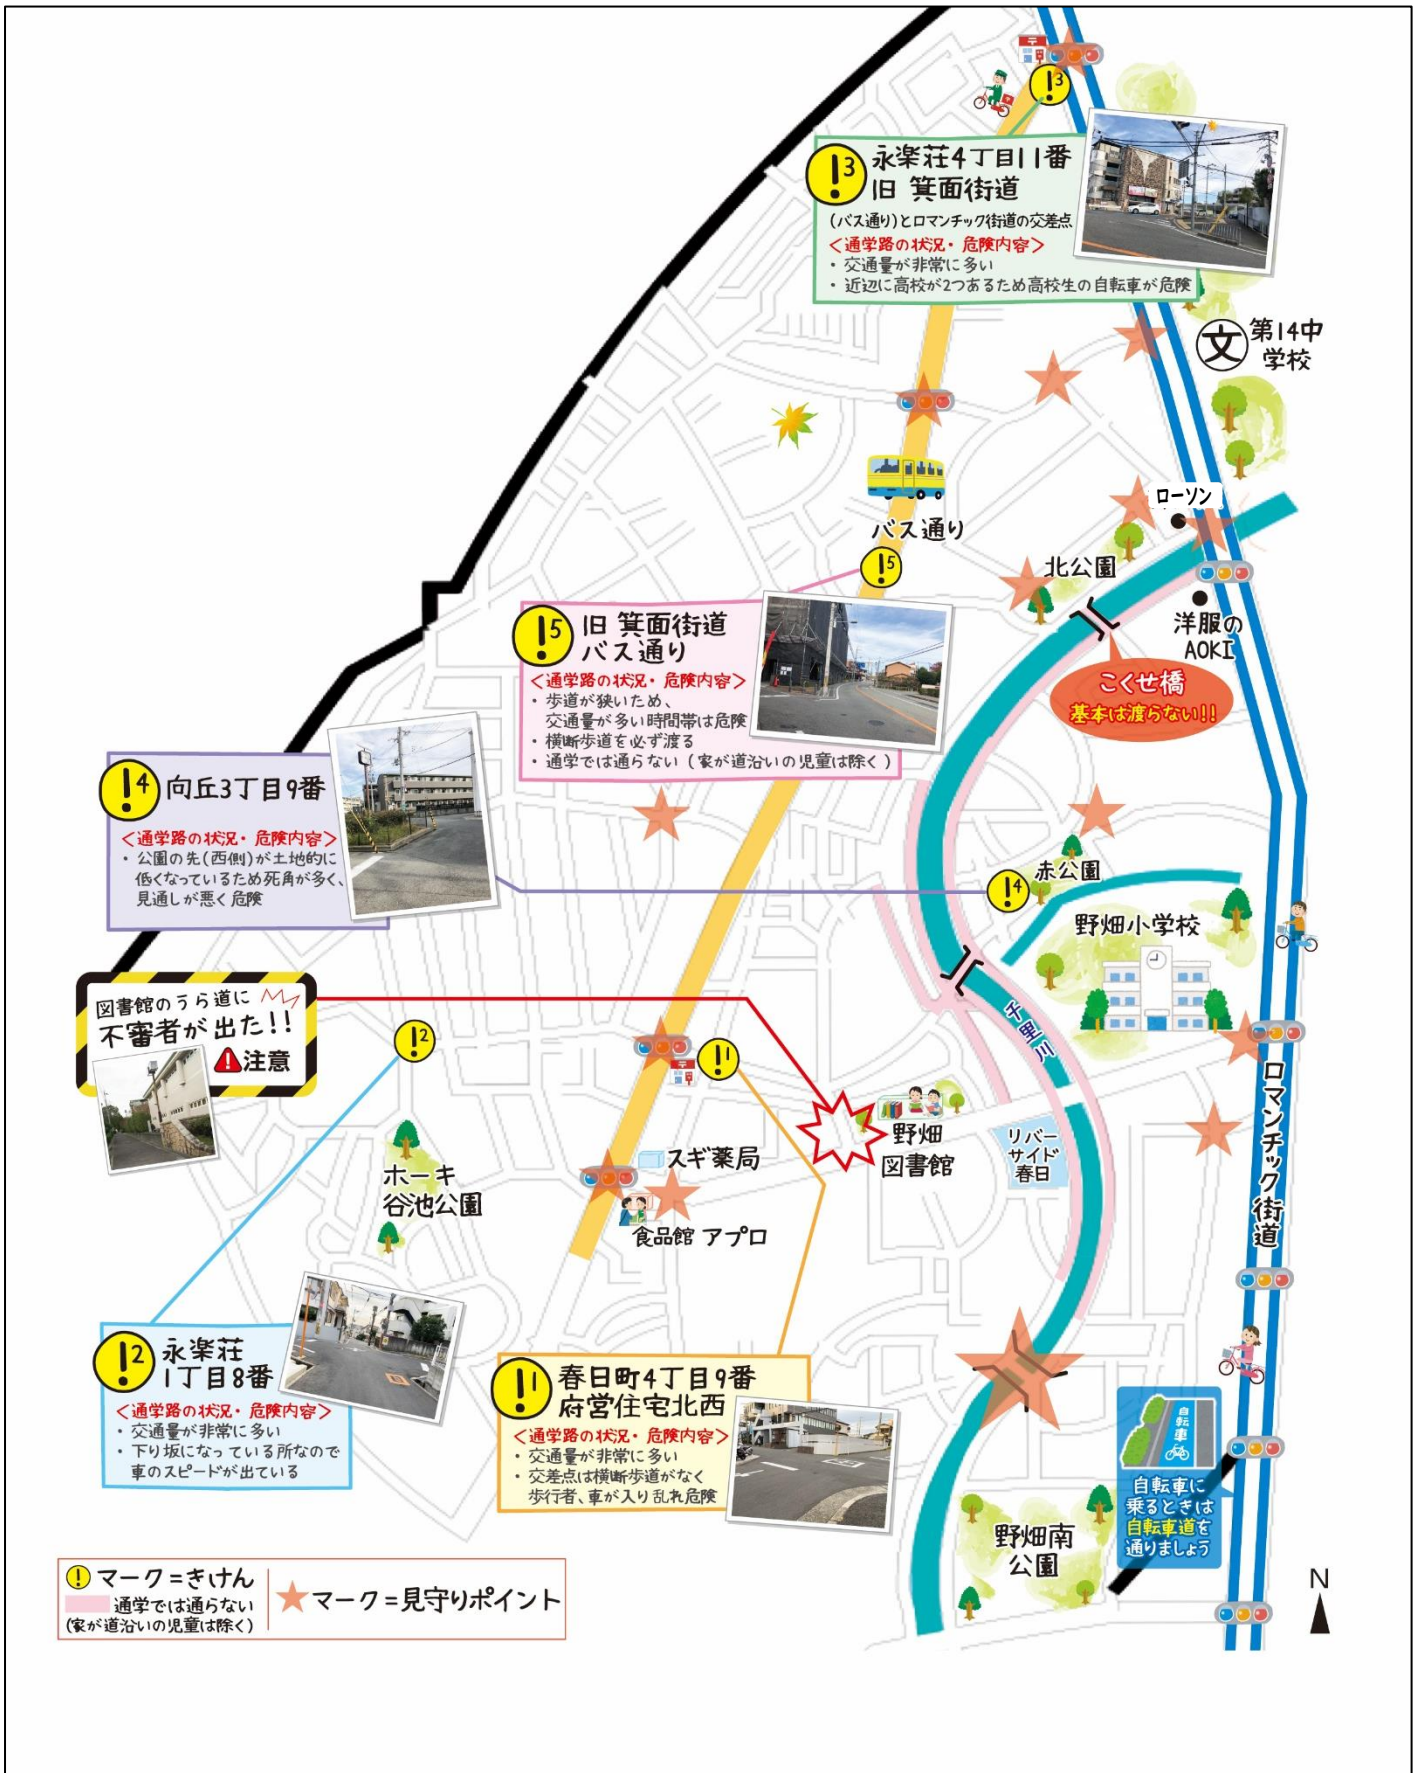 !3
!3
永楽荘4丁目11番
旧 箕面街道
(バス通り)とロマンチック街道の交差点
<通学路の状況・危険内容>
・ 交通量が非常に多い
・ 近辺に高校が2つあるため高校生の自転車が危険
文
第14中
学校
バス通り
!5
ローソン
北公園
洋服の
AOKI
こくせ橋
基本は渡らない!!
!5
旧 箕面街道
バス通り
<通学路の状況・危険内容>
・ 歩道が狭いため、
交通量が多い時間帯は危険
・ 横断歩道を必ず渡る
・ 通学では通らない（家が道沿いの児童は除く）
!4
向丘3丁目9番
<通学路の状況・危険内容>
・ 公園の先(西側)が土地的に
低くなっているため死角が多く、
見通しが悪く危険
!4
赤公園
野畑小学校
千里川
図書館のうら道に
不審者が出た!!
注意
!2
!1
スギ薬局
食品館 アプロ
ホーキ
谷池公園
野畑
図書館
リバー
サイド
春日
ロマンチック街道
!2
永楽荘
1丁目8番
<通学路の状況・危険内容>
・ 交通量が非常に多い
・ 下り坂になっている所なので
車のスピードが出ている
!1
春日町4丁目9番
府営住宅北西
<通学路の状況・危険内容>
・ 交通量が非常に多い
・ 交差点は横断歩道がなく
歩行者、車が入り乱れ危険
自転車
自転車に
乗るときは
自転車道を
通りましょう
野畑南
公園
! マーク=きけん
通学では通らない
(家が道沿いの児童は除く)
マーク=見守りポイント
N